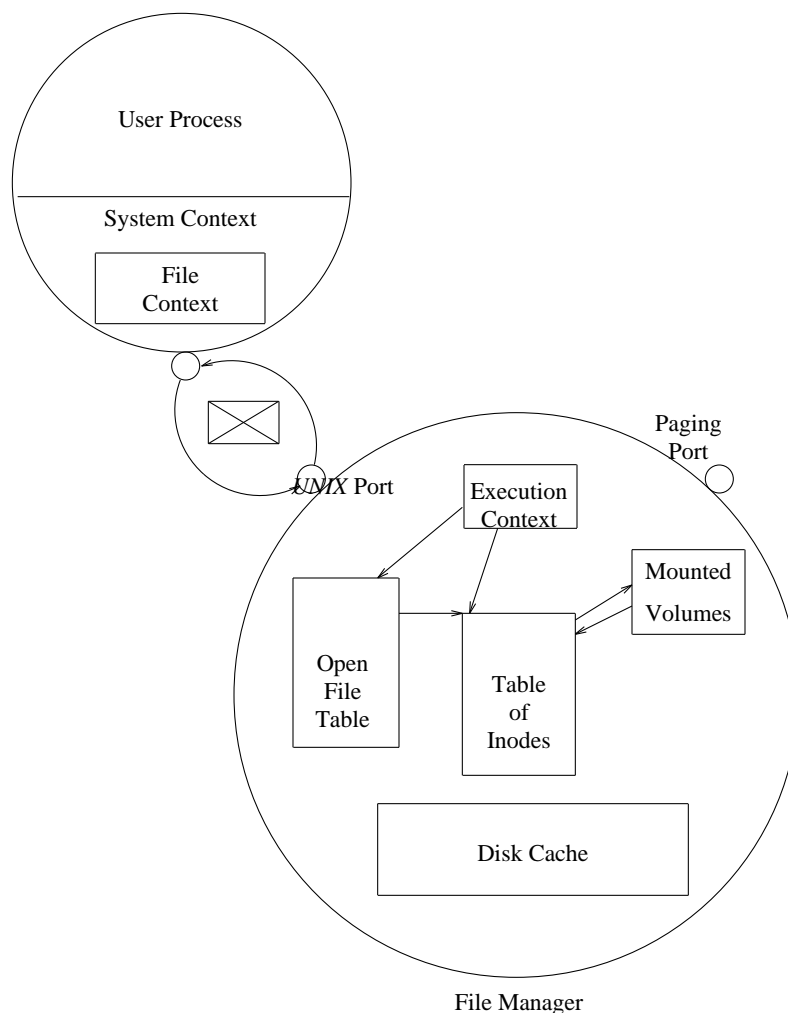 User Process
System Context
File
Context
Paging
Port
UNIX Port
Execution
Context
Mounted
Volumes
Open
File
Table
Table
of
Inodes
Disk Cache
File Manager